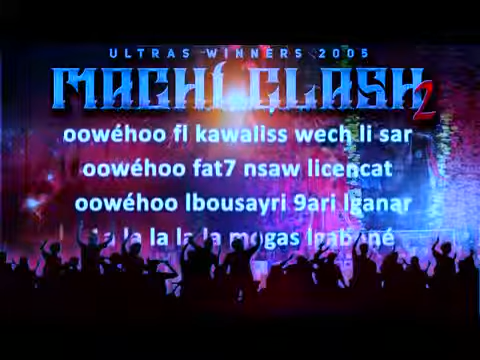 ULTRAS WINNERS 2005
MACHI CLASH 2
oowéhoo fl kawaliss wech li sar
oowéhoo fat7 nsaw licencat
oowéhoo lbousayri 9ari lganar
la la la la mogas lgaboné